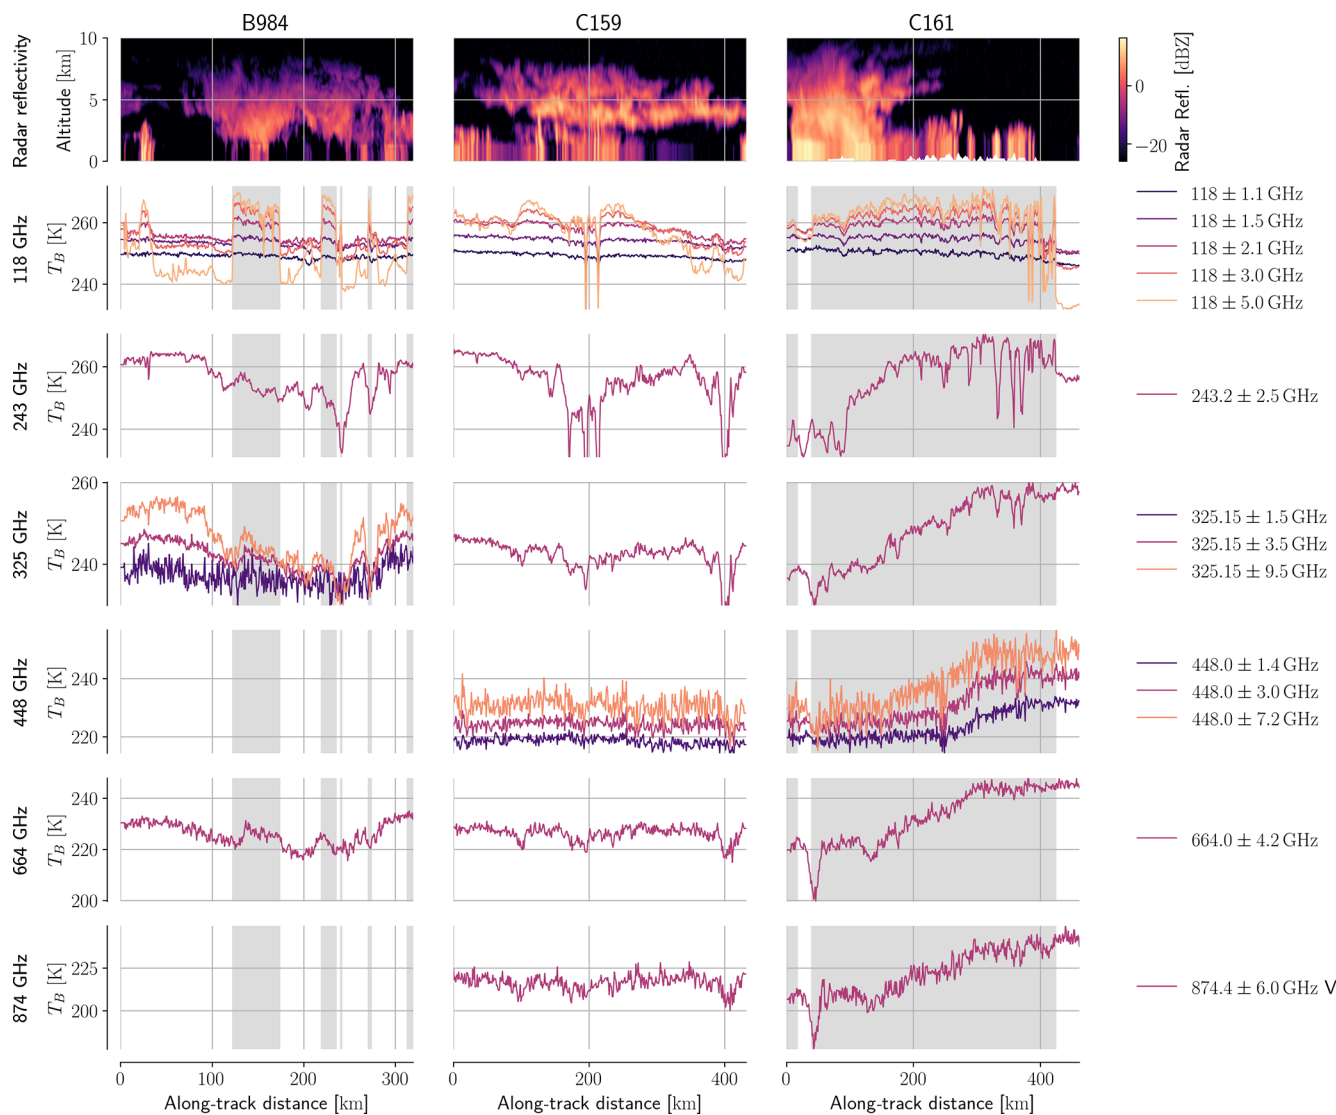 B984 C159 C161
Radar reflectivity
Altitude [km]
10
5
0
0
−20
Radar Refl. [dBZ]
118 GHz
T_B [K]
260
240
118 ± 1.1 GHz
118 ± 1.5 GHz
118 ± 2.1 GHz
118 ± 3.0 GHz
118 ± 5.0 GHz
243 GHz
T_B [K]
260
240
243.2 ± 2.5 GHz
325 GHz
T_B [K]
260
240
325.15 ± 1.5 GHz
325.15 ± 3.5 GHz
325.15 ± 9.5 GHz
448 GHz
T_B [K]
240
220
448.0 ± 1.4 GHz
448.0 ± 3.0 GHz
448.0 ± 7.2 GHz
664 GHz
T_B [K]
240
220
200
664.0 ± 4.2 GHz
874 GHz
T_B [K]
225
200
874.4 ± 6.0 GHz V
0 100 200 300 0 200 400 0 200 400
Along-track distance [km] Along-track distance [km] Along-track distance [km]